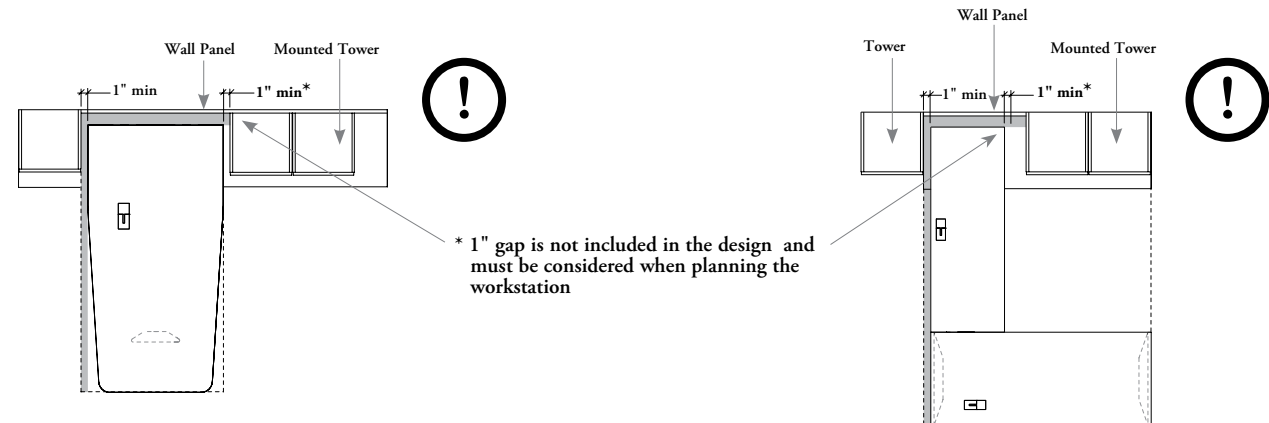 Wall Panel
Mounted Tower
1" min
1" min*
!
* 1" gap is not included in the design and
must be considered when planning the
workstation
Wall Panel
Tower
Mounted Tower
1" min
1" min*
!